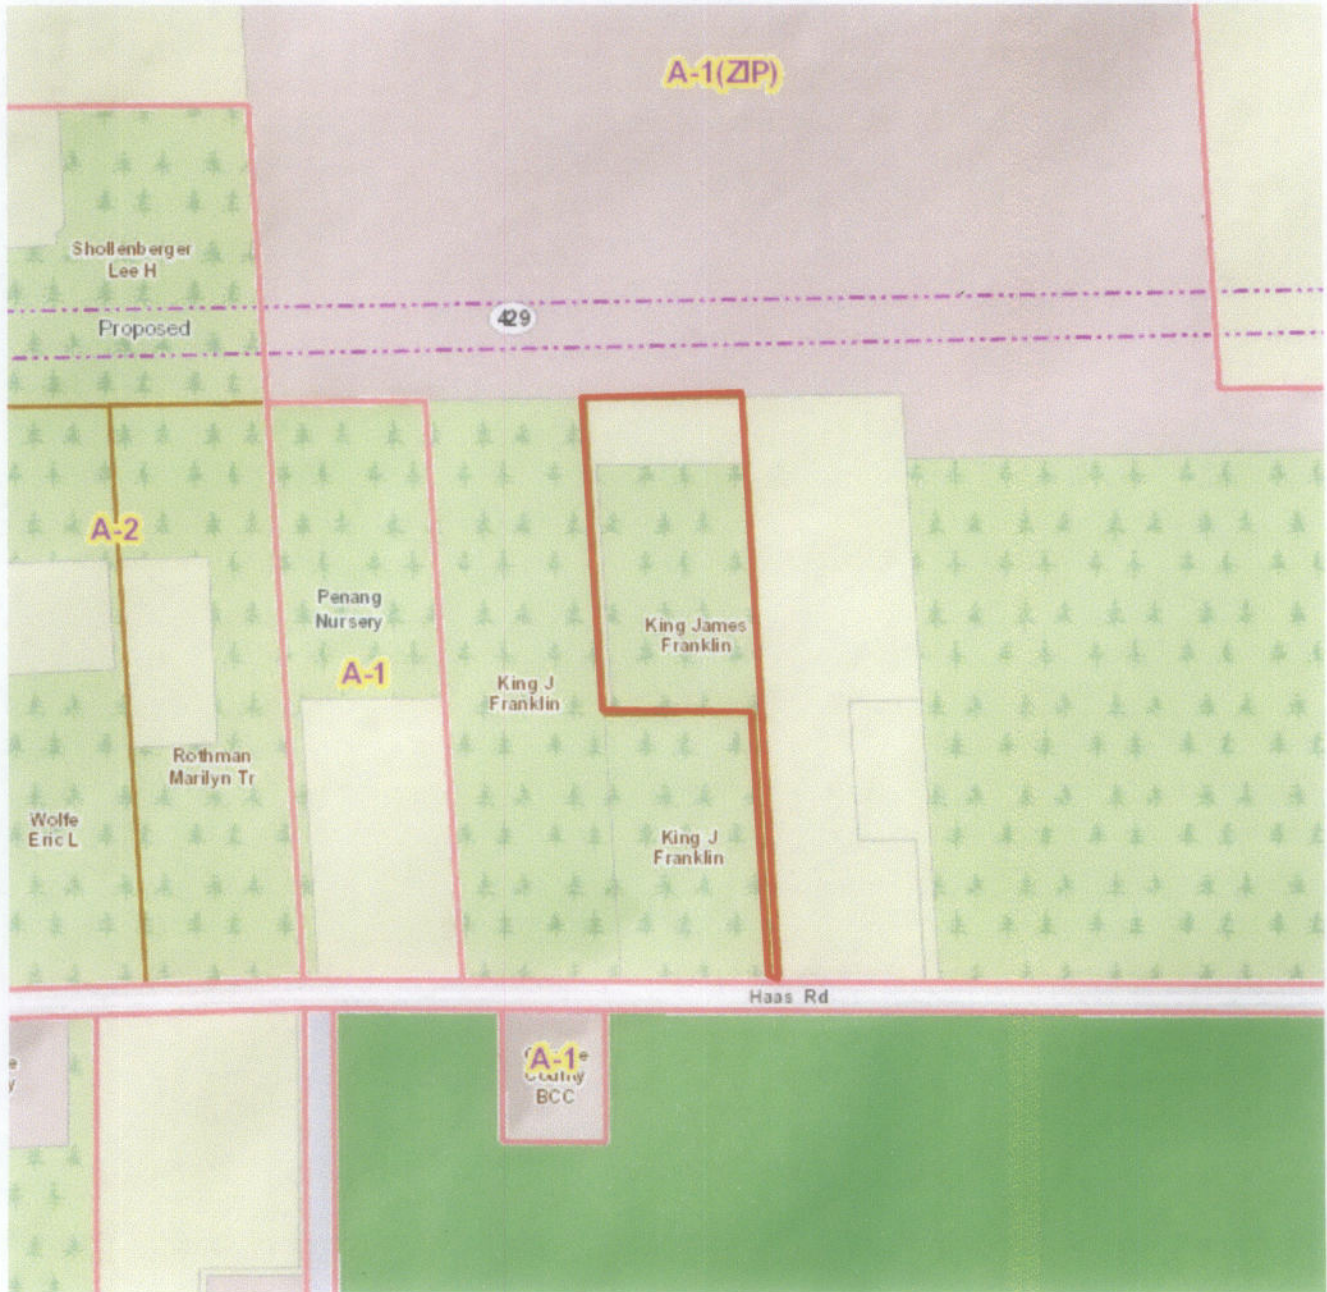 A-1(ZIP)
Shollenberger
Lee H
Proposed
429
A-2
Penang
Nursery
A-1
King James
Franklin
King J
Franklin
Rothman
Marilyn Tr
Wolfe
Eric L
King J
Franklin
Haas Rd
A-1
County
BCC